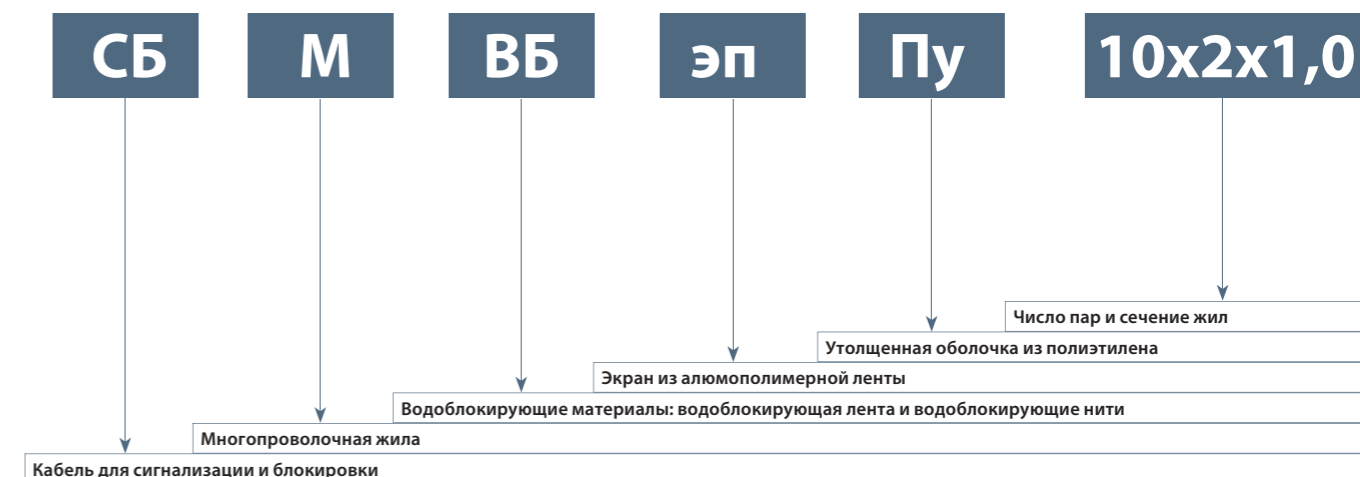 СБ М ВБ эп Пу 10х2х1,0
Число пар и сечение жил
Утолщенная оболочка из полиэтилена
Экран из алюмополимерной ленты
Водоблокирующие материалы: водоблокирующая лента и водоблокирующие нити
Многопроволочная жила
Кабель для сигнализации и блокировки